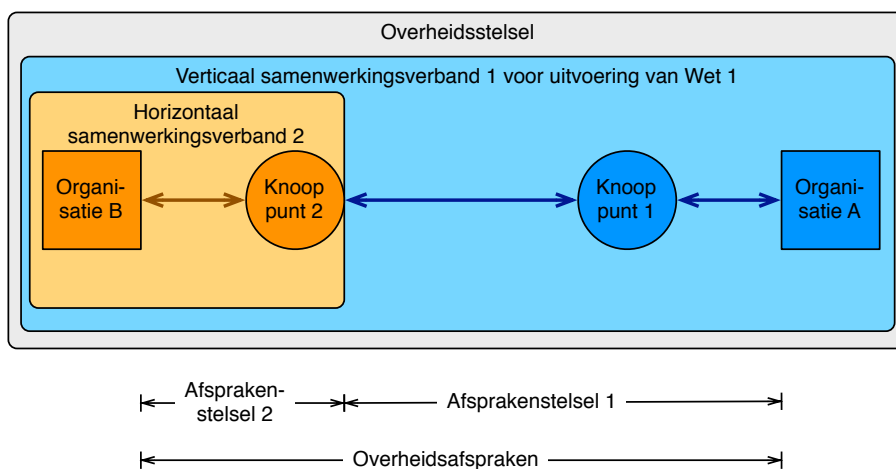 Overheidsstelsel
Verticaal samenwerkingsverband 1 voor uitvoering van Wet 1
Horizontaal
samenwerkingsverband 2
Organi-
satie B
Knoop
punt 2
Knoop
punt 1
Organi-
satie A
Afspraken-
stelsel 2
Afsprakenstelsel 1
Overheidsafspraken